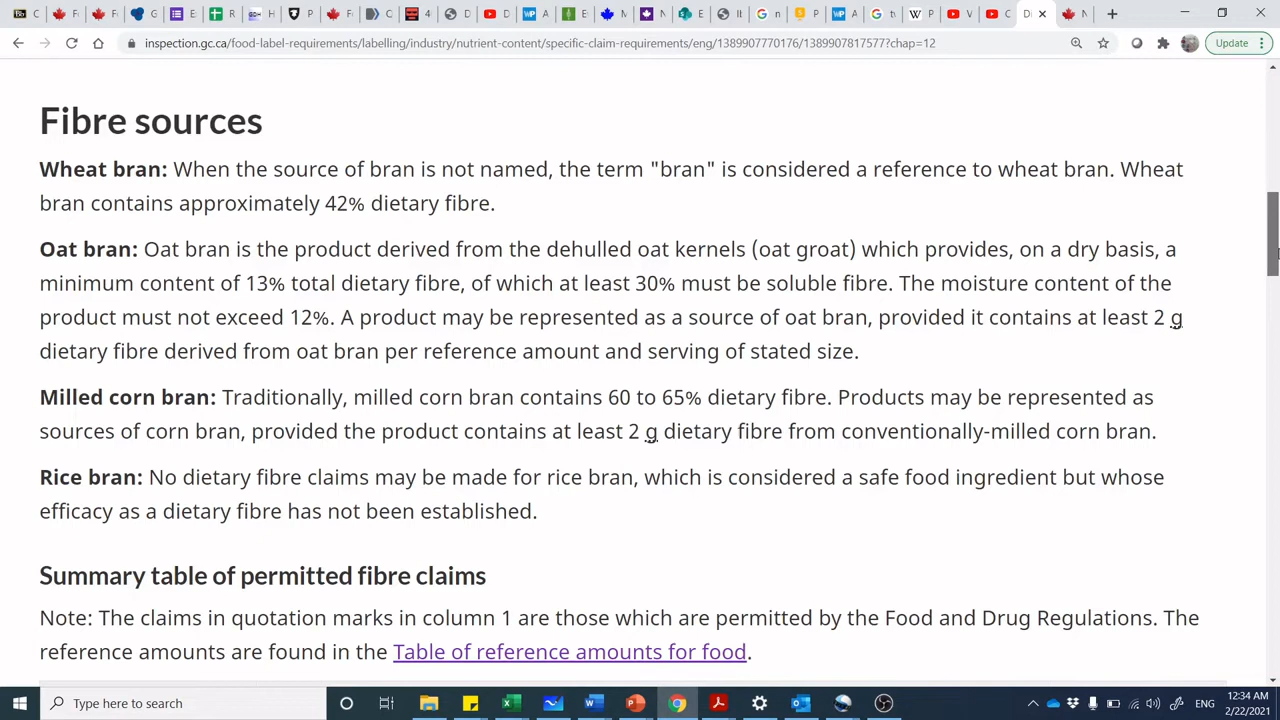 inspection.gc.ca/food-label-requirements/labelling/industry/nutrient-content/specific-claim-requirements/eng/1389907770176/1389907817577?chap=12
Update
Fibre sources
Wheat bran: When the source of bran is not named, the term "bran" is considered a reference to wheat bran. Wheat
bran contains approximately 42% dietary fibre.
Oat bran: Oat bran is the product derived from the dehulled oat kernels (oat groat) which provides, on a dry basis, a
minimum content of 13% total dietary fibre, of which at least 30% must be soluble fibre. The moisture content of the
product must not exceed 12%. A product may be represented as a source of oat bran, provided it contains at least 2 g
dietary fibre derived from oat bran per reference amount and serving of stated size.
Milled corn bran: Traditionally, milled corn bran contains 60 to 65% dietary fibre. Products may be represented as
sources of corn bran, provided the product contains at least 2 g dietary fibre from conventionally-milled corn bran.
Rice bran: No dietary fibre claims may be made for rice bran, which is considered a safe food ingredient but whose
efficacy as a dietary fibre has not been established.
Summary table of permitted fibre claims
Note: The claims in quotation marks in column 1 are those which are permitted by the Food and Drug Regulations. The
reference amounts are found in the Table of reference amounts for food.
Type here to search
ENG
12:34 AM
2/22/2021